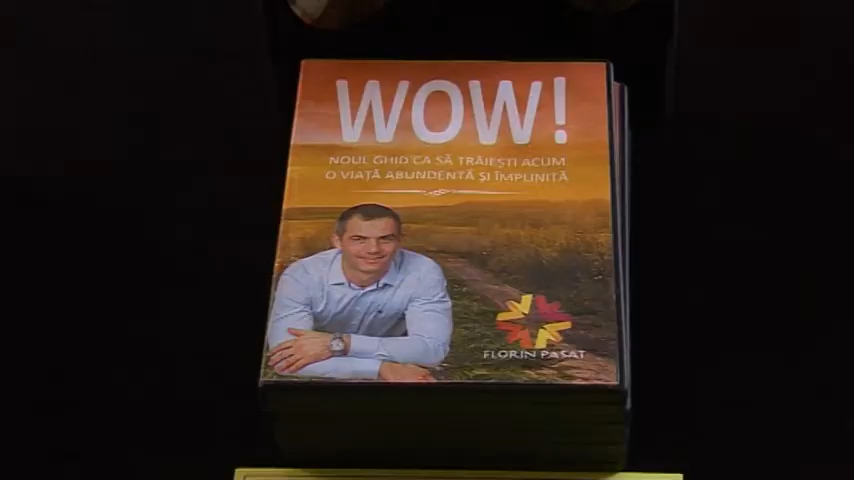 WOW!
NOUL GHID CA SĂ TRĂIEȘTI ACUM
O VIAȚĂ ABUNDENTĂ ȘI ÎMPLINITĂ
FLORIN PASAT